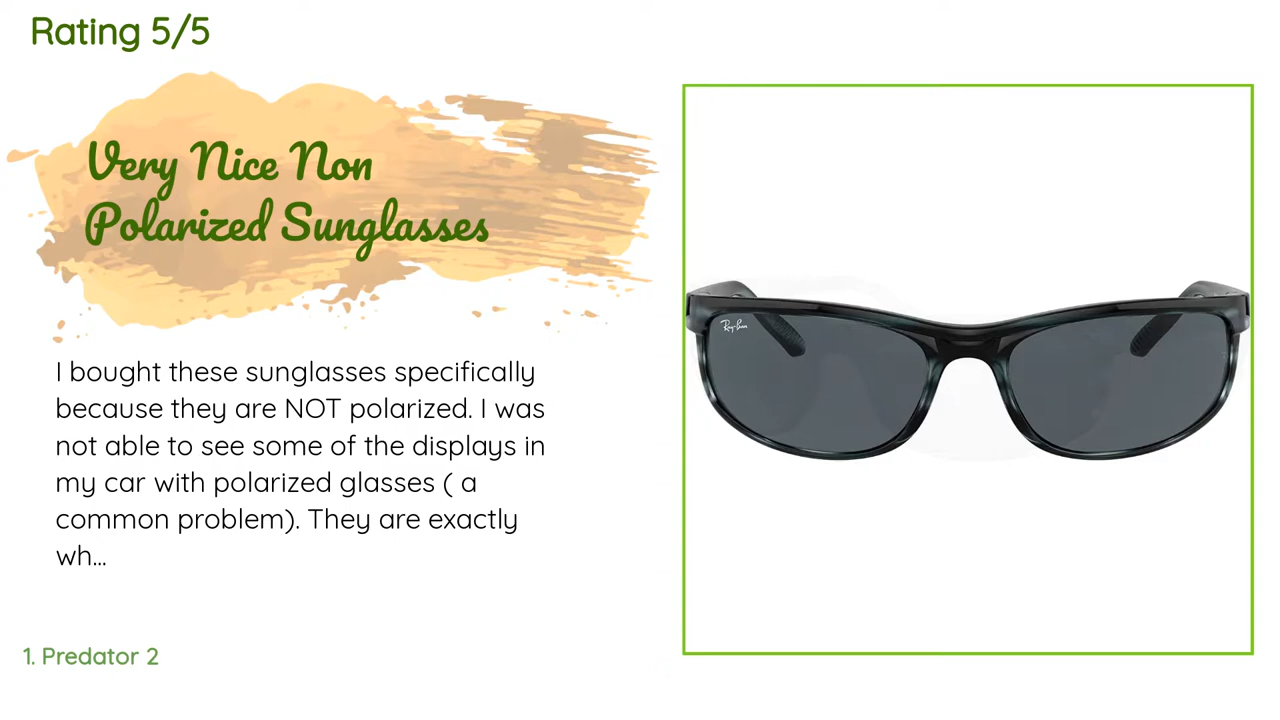 Rating 5/5
Very Nice Non
Polarized Sunglasses
I bought these sunglasses specifically
because they are NOT polarized. I was
not able to see some of the displays in
my car with polarized glasses ( a
common problem). They are exactly
wh...
Ray-Ban
1. Predator 2